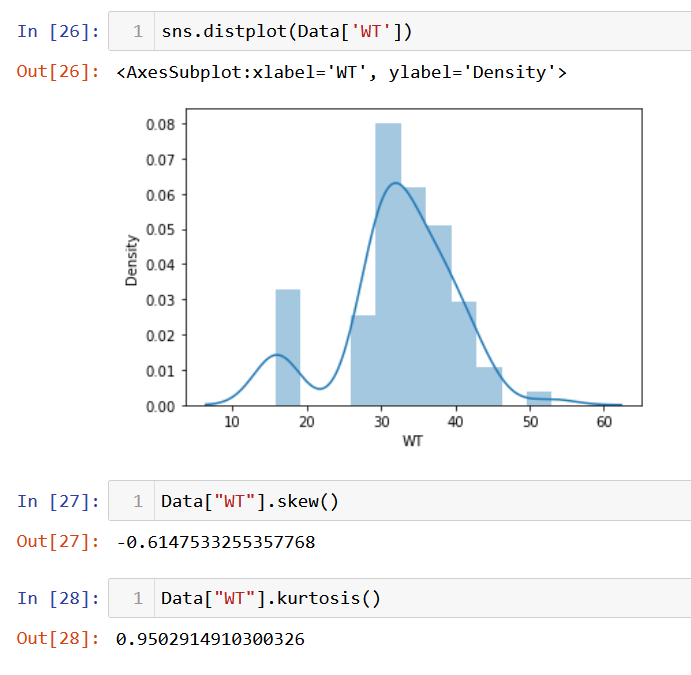 In [26]: 1 sns.distplot(Data['WT'])
Out[26]: <AxesSubplot:xlabel='WT', ylabel='Density'>
0.08
0.07
0.06
0.05
0.04
0.03
0.02
0.01
0.00
Density
10 20 30 40 50 60
WT
In [27]: 1 Data["WT"].skew()
Out[27]: -0.6147533255357768
In [28]: 1 Data["WT"].kurtosis()
Out[28]: 0.9502914910300326